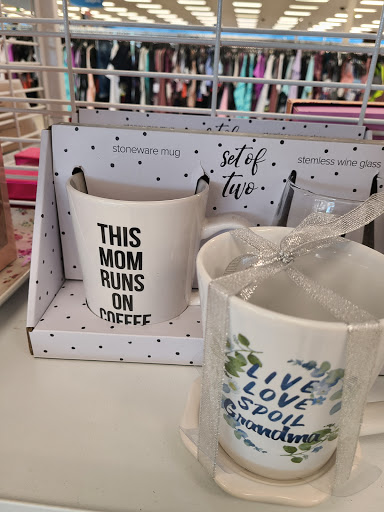 stoneware mug
set of
two
stemless wine glass
THIS
MOM
RUNS
ON
COFFEE
LIVE
LOVE
SPOIL
Grandma